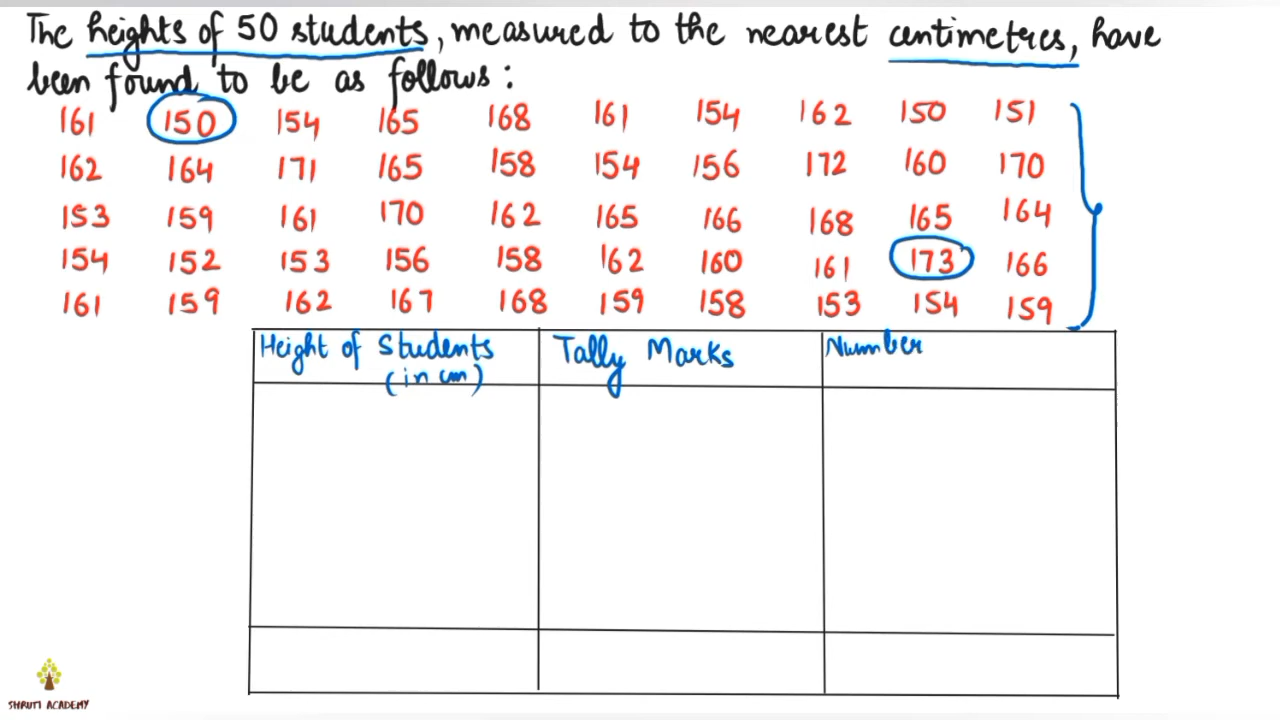 The heights of 50 students, measured to the nearest centimetres, have
been found to be as follows:
161 150 154 165 168 161 154 162 150 151
162 164 171 165 158 154 156 172 160 170
153 159 161 170 162 165 166 168 165 164
154 152 153 156 158 162 160 161 173 166
161 159 162 167 168 159 158 153 154 159
Height of Students Tally Marks Number
(in cm)
SHRUTI ACADEMY